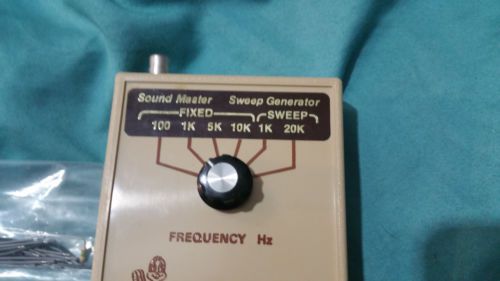 Sound Master Sweep Generator
FIXED SWEEP
100 1K 5K 10K 1K 20K
FREQUENCY Hz